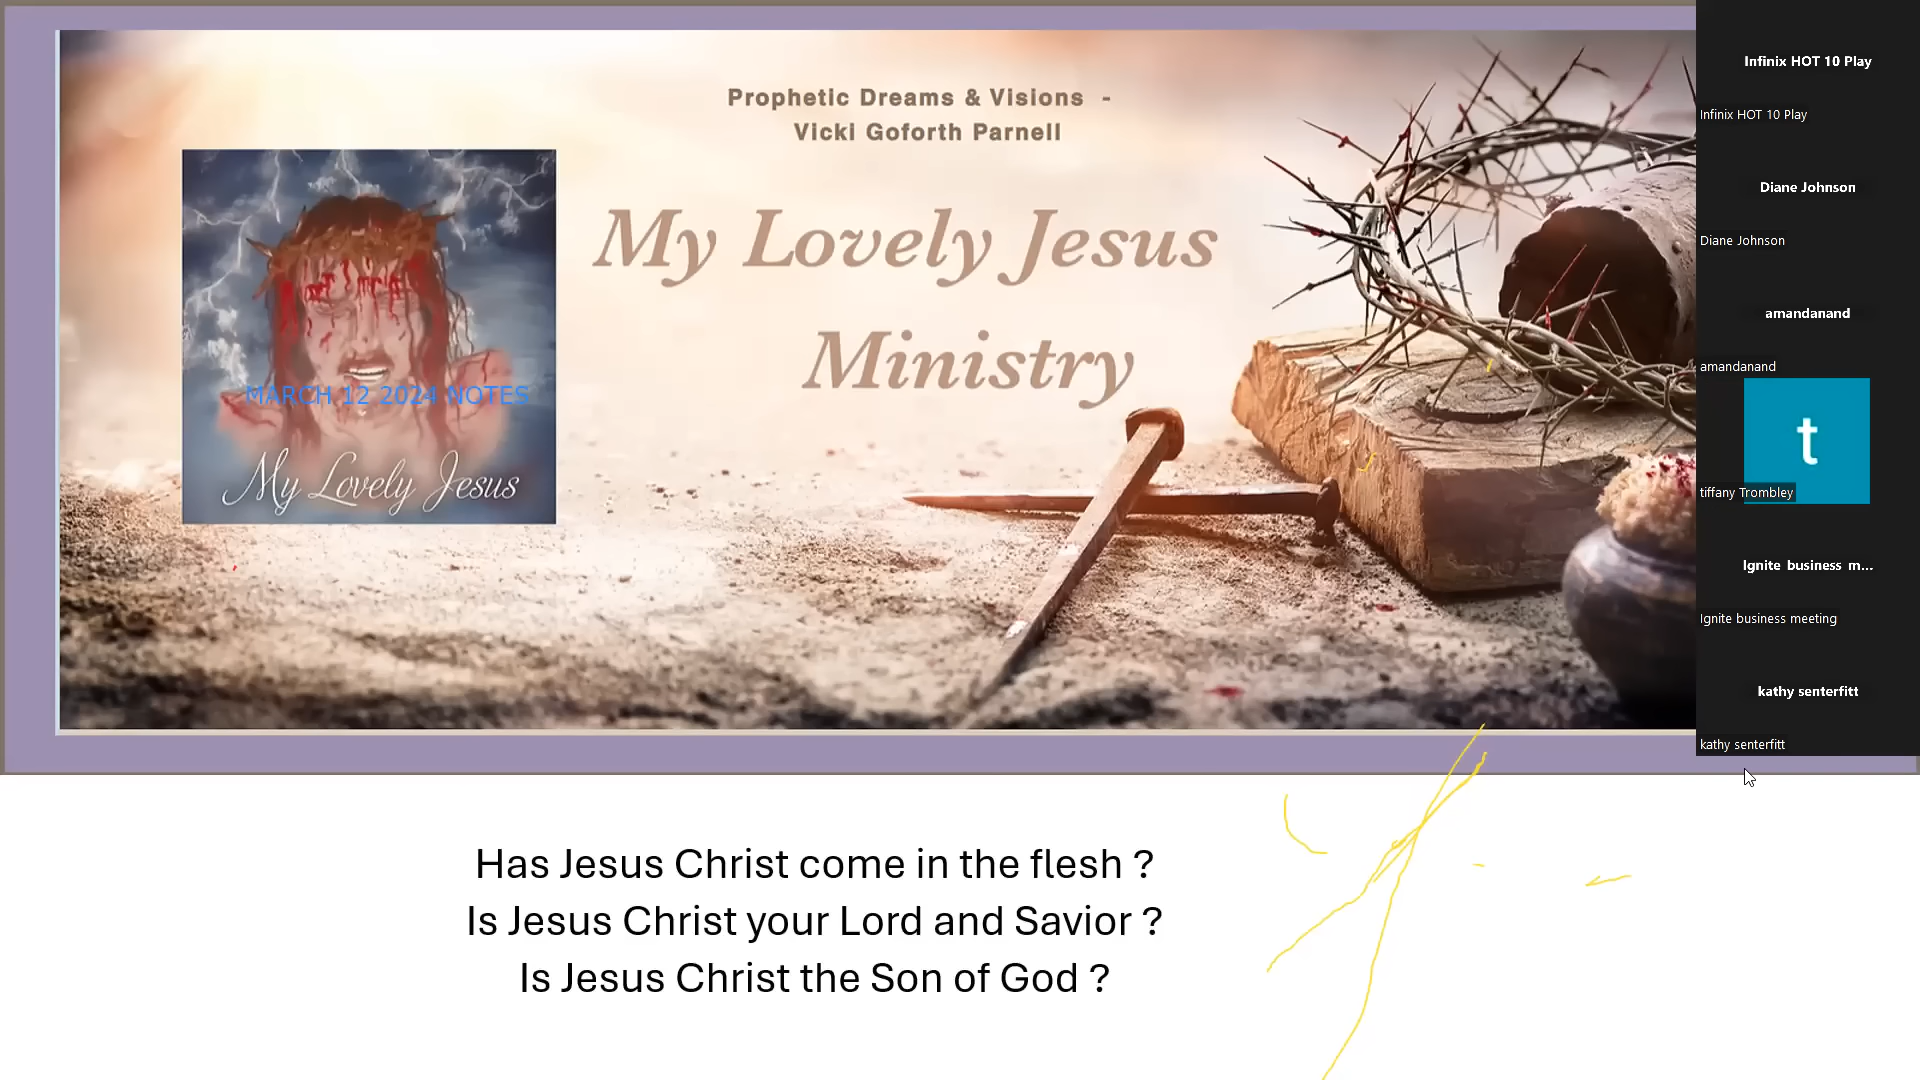 Prophetic Dreams & Visions -
Vicki Goforth Parnell
My Lovely Jesus
Ministry
MARCH 12 2024 NOTES
My Lovely Jesus
Has Jesus Christ come in the flesh ?
Is Jesus Christ your Lord and Savior ?
Is Jesus Christ the Son of God ?
Infinix HOT 10 Play
Infinix HOT 10 Play
Diane Johnson
Diane Johnson
amandanand
amandanand
t
tiffany Trombley
Ignite business m...
Ignite business meeting
kathy senterfitt
kathy senterfitt